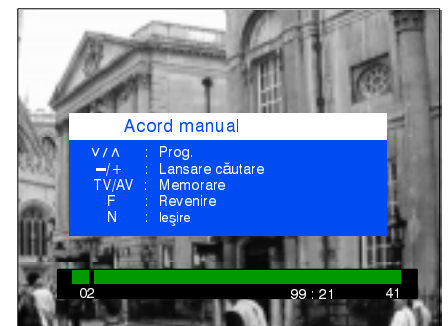 Acord manual
∨/∧ : Prog.
−/+ : Lansare căutare
TV/AV : Memorare
F : Revenire
N : Ieşire
02 99 : 21 41